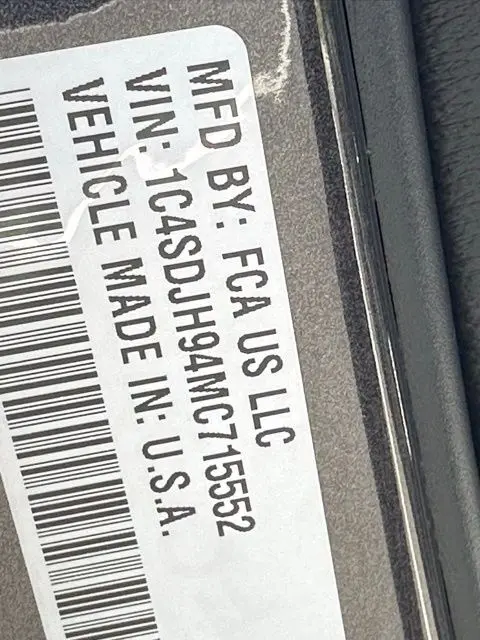 MFD BY: FCA US LLC
VIN: 1C4SDJH94MC715552
VEHICLE MADE IN: U.S.A.